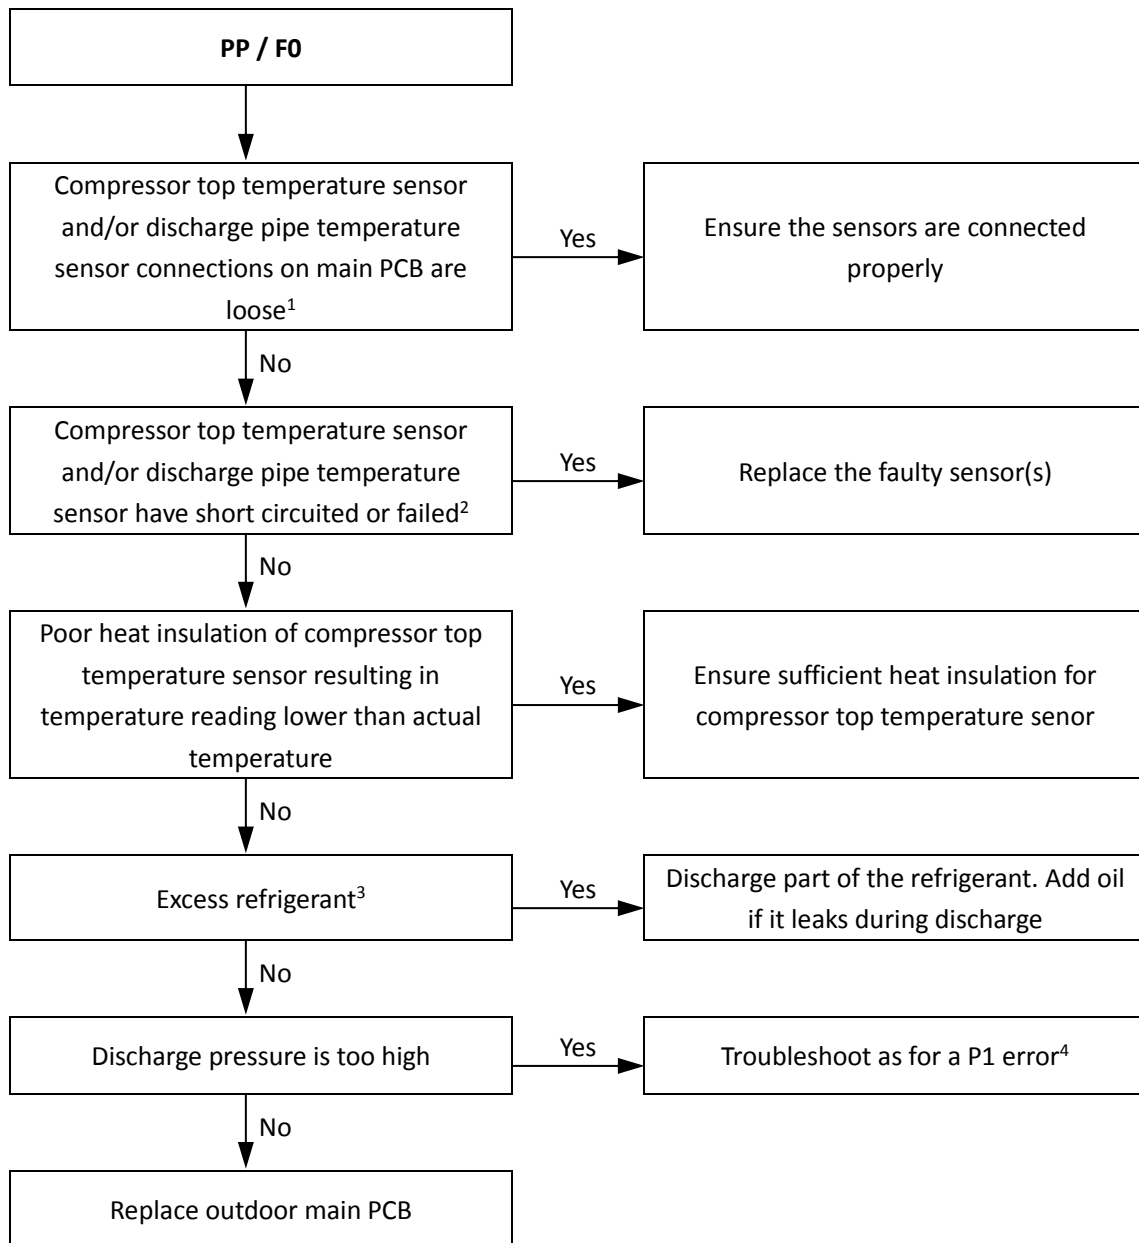 PP / F0
Compressor top temperature sensor
and/or discharge pipe temperature
sensor connections on main PCB are
loose¹
Yes
Ensure the sensors are connected
properly
No
Compressor top temperature sensor
and/or discharge pipe temperature
sensor have short circuited or failed²
Yes
Replace the faulty sensor(s)
No
Poor heat insulation of compressor top
temperature sensor resulting in
temperature reading lower than actual
temperature
Yes
Ensure sufficient heat insulation for
compressor top temperature senor
No
Excess refrigerant³
Yes
Discharge part of the refrigerant. Add oil
if it leaks during discharge
No
Discharge pressure is too high
Yes
Troubleshoot as for a P1 error⁴
No
Replace outdoor main PCB